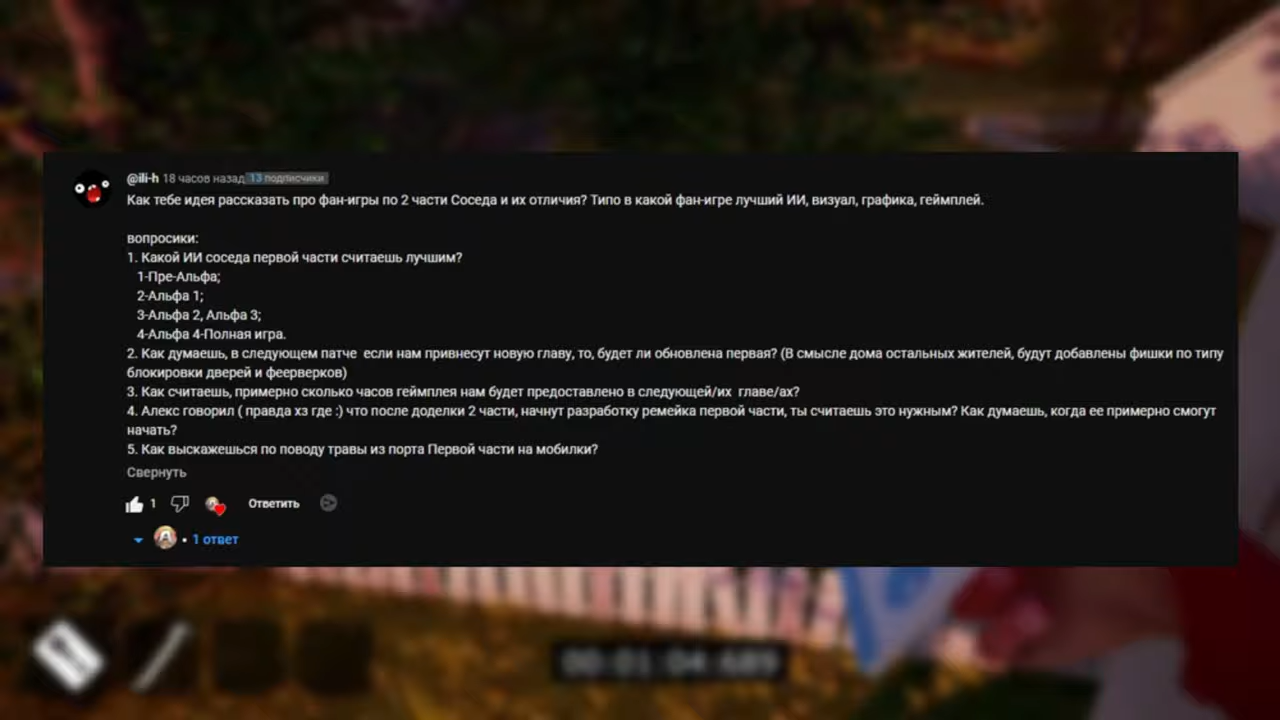 @ili-h 18 часов назад 13 подписчики
Как тебе идея рассказать про фан-игры по 2 части Соседа и их отличия? Типо в какой фан-игре лучший ИИ, визуал, графика, геймплей.
вопросики:
1. Какой ИИ соседа первой части считаешь лучшим?
1-Пре-Альфа;
2-Альфа 1;
3-Альфа 2, Альфа 3;
4-Альфа 4-Полная игра.
2. Как думаешь, в следующем патче если нам привнесут новую главу, то, будет ли обновлена первая? (В смысле дома остальных жителей, будут добавлены фишки по типу
блокировки дверей и феерверков)
3. Как считаешь, примерно сколько часов геймплея нам будет предоставлено в следующей/их главе/ах?
4. Алекс говорил ( правда хз где :) что после доделки 2 части, начнут разработку ремейка первой части, ты считаешь это нужным? Как думаешь, когда ее примерно смогут
начать?
5. Как выскажешься по поводу травы из порта Первой части на мобилки?
Свернуть
1 Ответить
• 1 ответ
00:01:04:689